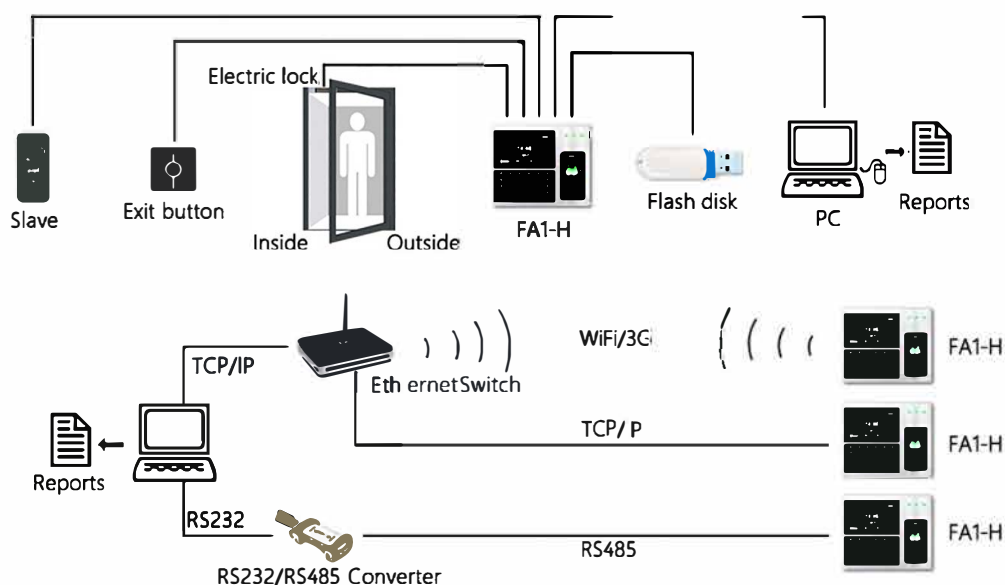 Electric lock
Slave
Exit button
Inside
Outside
FA1-H
Flash disk
PC
Reports
WiFi/3G
FA1-H
TCP/IP
Eth ernetSwitch
TCP/ P
FA1-H
Reports
RS232
RS485
FA1-H
RS232/RS485 Converter